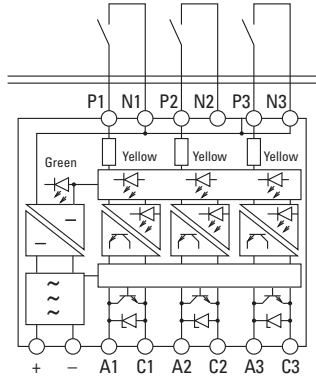 P1 N1 P2 N2 P3 N3
Green Yellow Yellow Yellow
–
–
~
~
~
+ – A1 C1 A2 C2 A3 C3